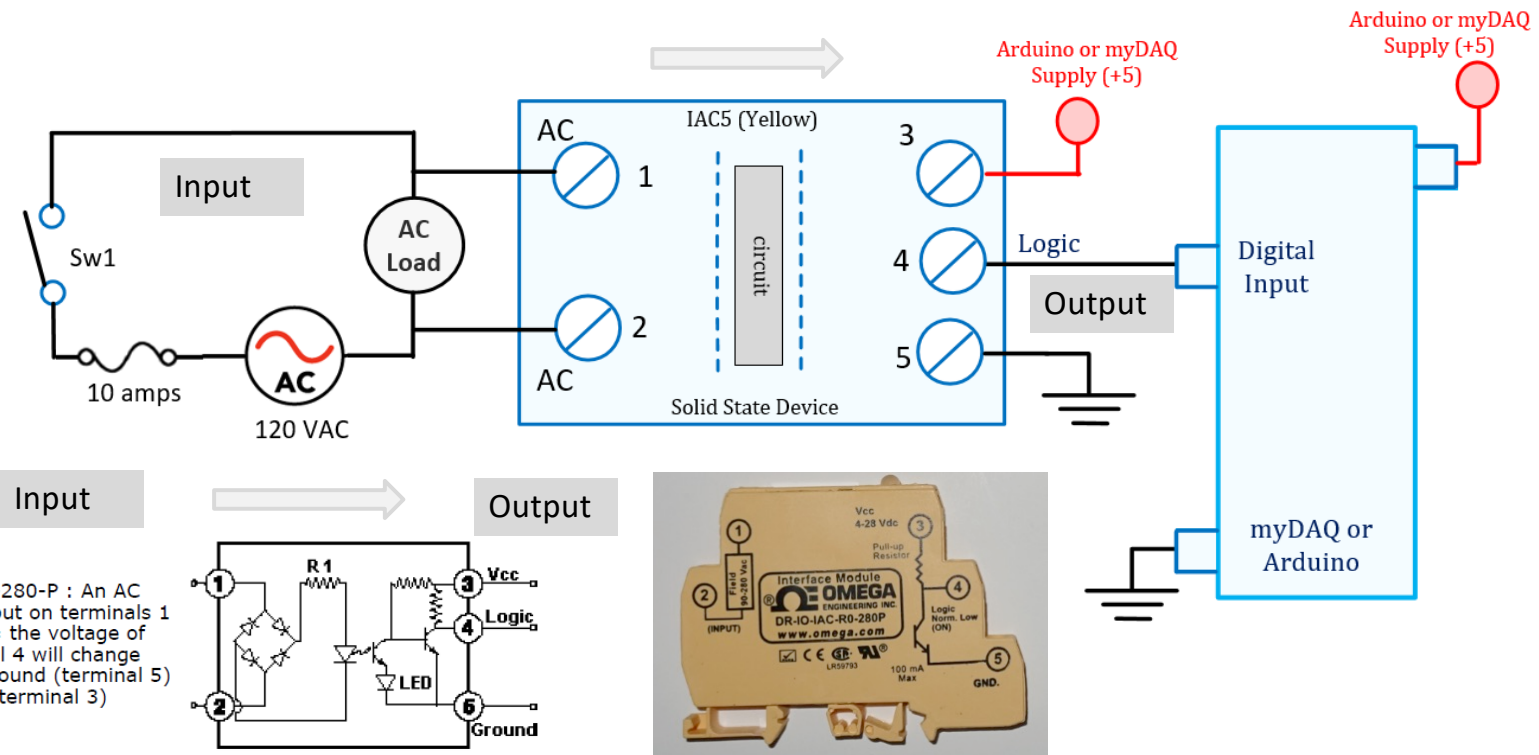 Arduino or myDAQ
Supply (+5)
Arduino or myDAQ
Supply (+5)
Input
Sw1
AC
Load
10 amps
AC
120 VAC
AC
1
2
AC
IAC5 (Yellow)
circuit
Solid State Device
3
4
5
Logic
Output
Digital
Input
myDAQ or
Arduino
Input
Output
280-P : An AC
out on terminals 1
the voltage of
l 4 will change
ound (terminal 5)
terminal 3)
1
2
R1
LED
3 Vcc
4 Logic
Ground
1
2
Field
90-280 Vac
(INPUT)
Interface Module
OMEGA®
ENGINEERING INC.
DR-IO-IAC-R0-280P
www.omega.com
CE
LR59793
Vcc
4-28 Vdc
3
Pull-up
Resistor
4
Logic
Norm. Low
(ON)
100 mA
Max
5
GND.